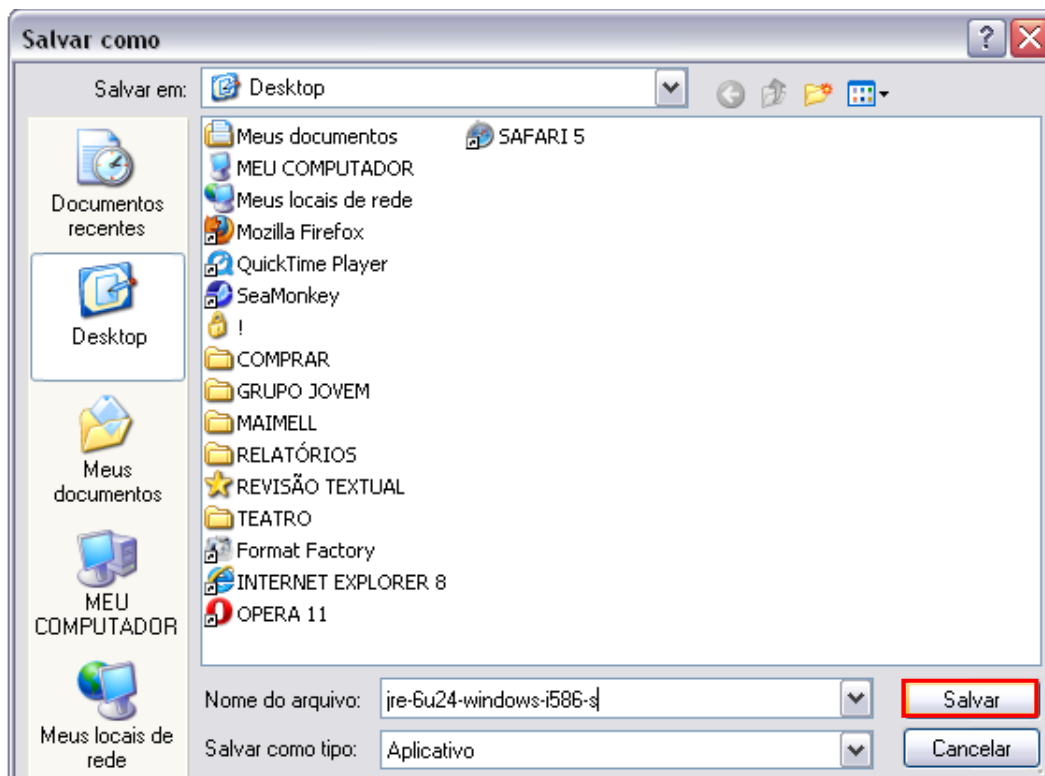 Salvar como
Salvar em:
Desktop
Documentos
recentes
Desktop
Meus
documentos
MEU
COMPUTADOR
Meus locais de
rede
Meus documentos
MEU COMPUTADOR
Meus locais de rede
Mozilla Firefox
QuickTime Player
SeaMonkey
!
COMPRAR
GRUPO JOVEM
MAIMELL
RELATÓRIOS
REVISÃO TEXTUAL
TEATRO
Format Factory
INTERNET EXPLORER 8
OPERA 11
SAFARI 5
Nome do arquivo:
jre-6u24-windows-i586-s
Salvar
Salvar como tipo:
Aplicativo
Cancelar